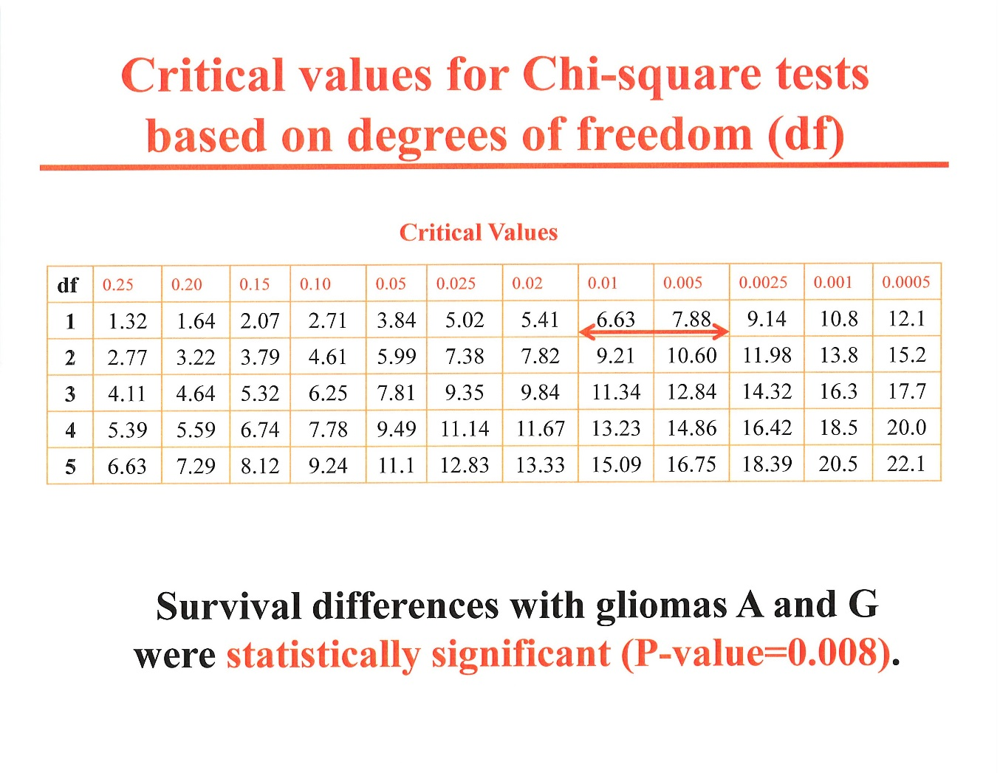 Critical values for Chi-square tests
based on degrees of freedom (df)
Critical Values
df 0.25 0.20 0.15 0.10 0.05 0.025 0.02 0.01 0.005 0.0025 0.001 0.0005
1 1.32 1.64 2.07 2.71 3.84 5.02 5.41 6.63 7.88 9.14 10.8 12.1
2 2.77 3.22 3.79 4.61 5.99 7.38 7.82 9.21 10.60 11.98 13.8 15.2
3 4.11 4.64 5.32 6.25 7.81 9.35 9.84 11.34 12.84 14.32 16.3 17.7
4 5.39 5.59 6.74 7.78 9.49 11.14 11.67 13.23 14.86 16.42 18.5 20.0
5 6.63 7.29 8.12 9.24 11.1 12.83 13.33 15.09 16.75 18.39 20.5 22.1
Survival differences with gliomas A and G
were statistically significant (P-value=0.008).